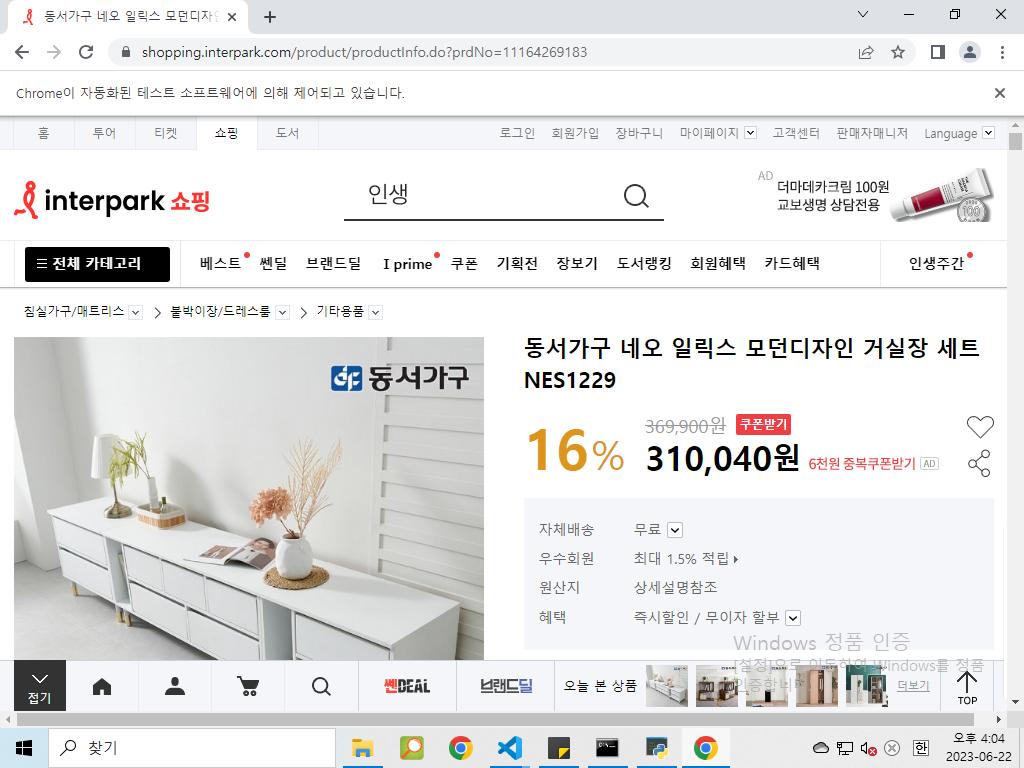 동서가구 네오 일릭스 모던디자인
shopping.interpark.com/product/productInfo.do?prdNo=11164269183
Chrome이 자동화된 테스트 소프트웨어에 의해 제어되고 있습니다.
홈 투어 티켓 쇼핑 도서 로그인 회원가입 장바구니 마이페이지 고객센터 판매자매니저 Language
interpark 쇼핑
인생
AD
더마데카크림 100원
교보생명 상담전용
전체 카테고리 베스트 쎈딜 브랜드딜 I prime 쿠폰 기획전 장보기 도서랭킹 회원혜택 카드혜택 인생주간
침실가구/매트리스 붙박이장/드레스룸 기타용품
동서가구
동서가구 네오 일릭스 모던디자인 거실장 세트
NES1229
16%
369,900원 쿠폰받기
310,040원 6천원 중복쿠폰받기 AD
자체배송 무료
우수회원 최대 1.5% 적립
원산지 상세설명참조
혜택 즉시할인 / 무이자 할부
Windows 정품 인증
[설정]으로 이동하여 Windows를 정품
인증합니다.
접기
쎈DEAL 브랜드딜 오늘 본 상품 더보기
TOP
찾기
한
오후 4:04
2023-06-22